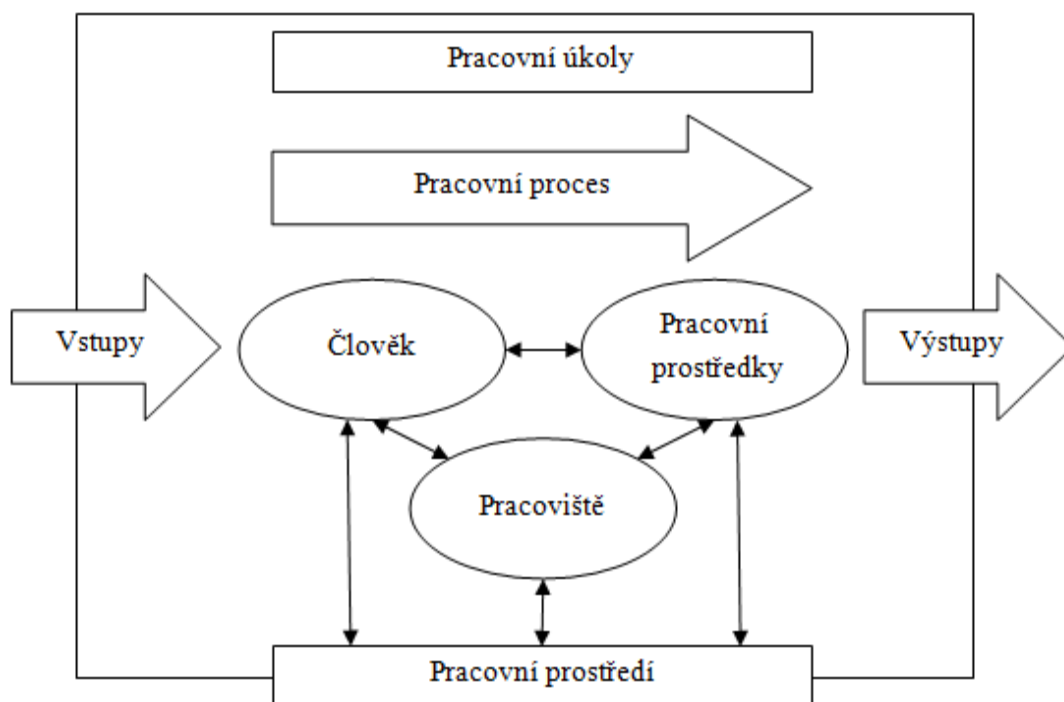 Pracovní úkoly
Pracovní proces
Vstupy
Člověk
Pracovní
prostředky
Výstupy
Pracoviště
Pracovní prostředí